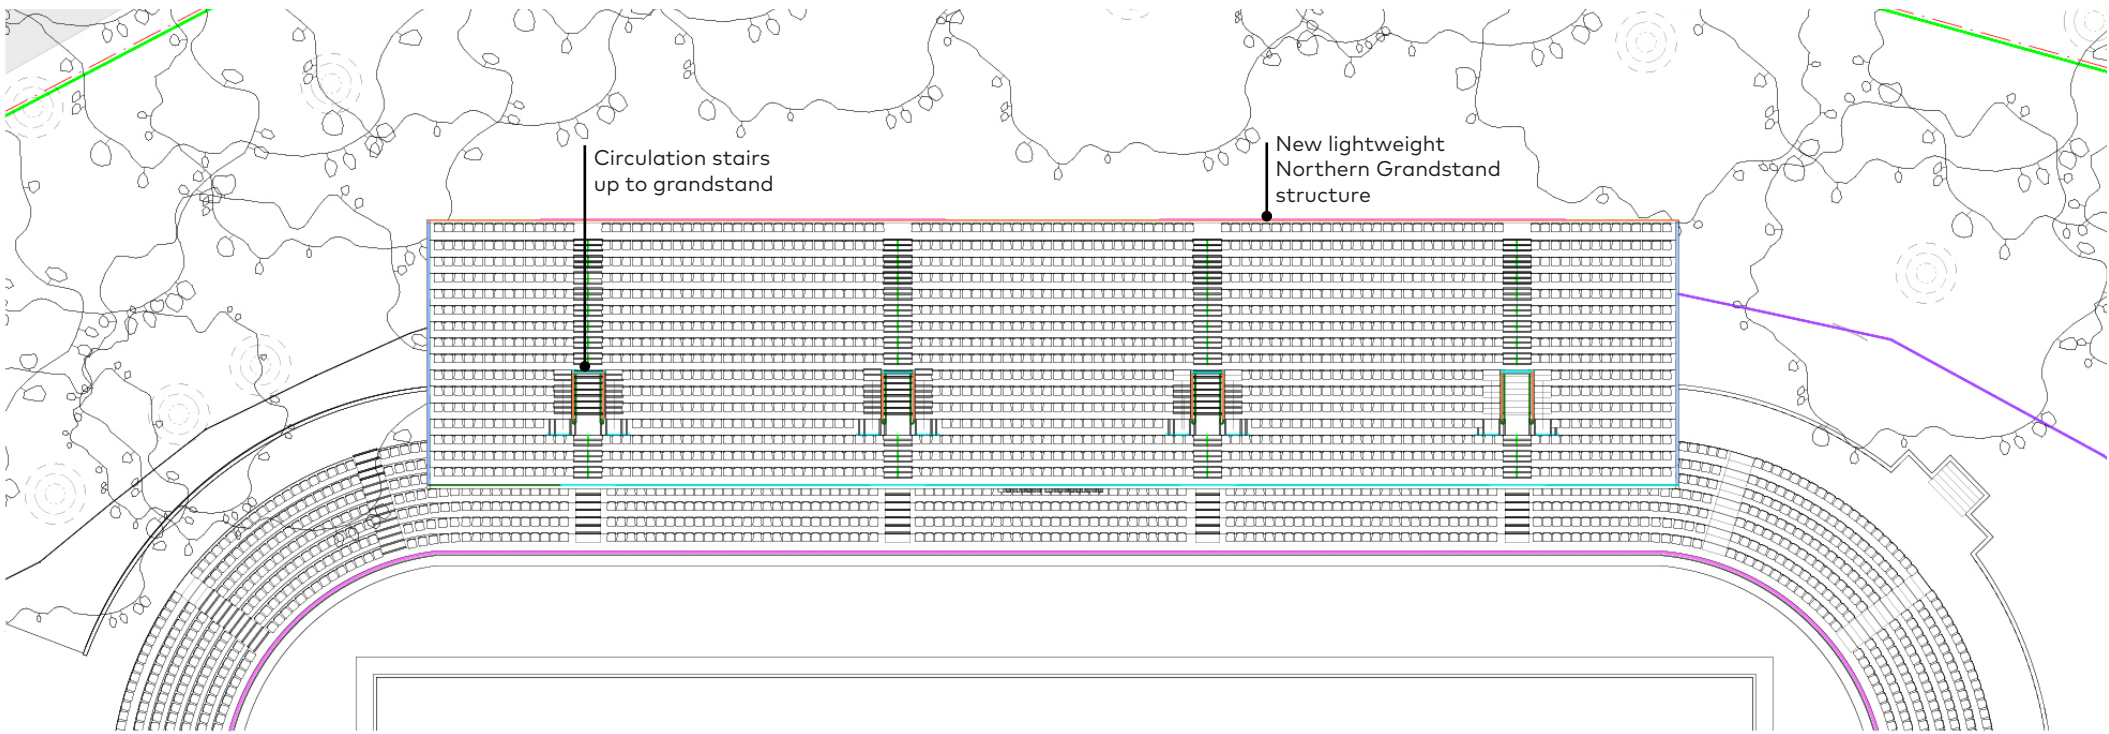 Circulation stairs
up to grandstand
New lightweight
Northern Grandstand
structure